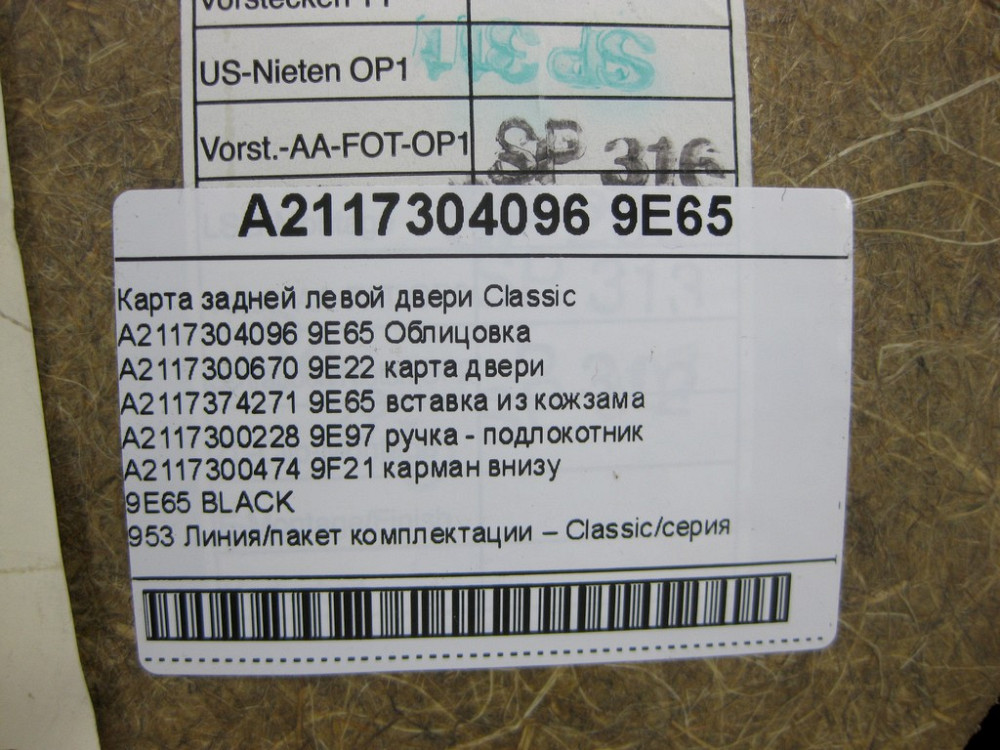 Vorstecken
US-Nieten OP1
Vorst.-AA-FOT-OP1 SP 316
A2117304096 9E65
Карта задней левой двери Classic
A2117304096 9E65 Облицовка
A2117300670 9E22 карта двери
A2117374271 9E65 вставка из кожзама
A2117300228 9E97 ручка - подлокотник
A2117300474 9F21 карман внизу
9E65 BLACK
953 Линия/пакет комплектации – Classic/серия